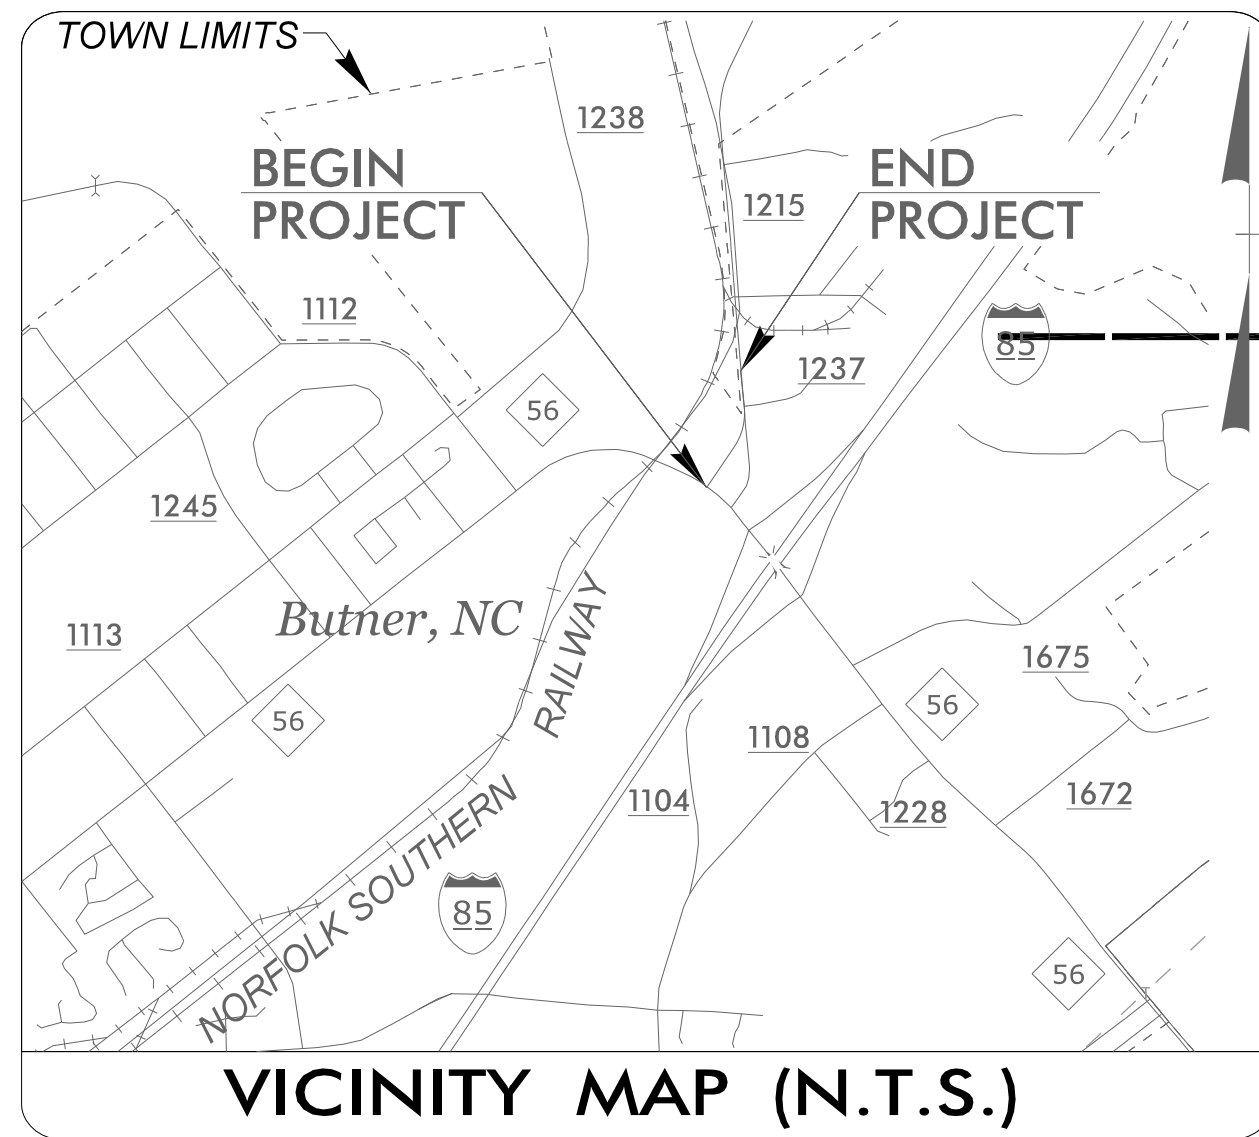 TOWN LIMITS
1238
BEGIN
PROJECT
END
PROJECT
1215
1112
85
1237
56
1245
Butner, NC
1113
RAILWAY
1675
56
56
1108
1104
1228
1672
NORFOLK SOUTHERN
85
56
VICINITY MAP (N.T.S.)